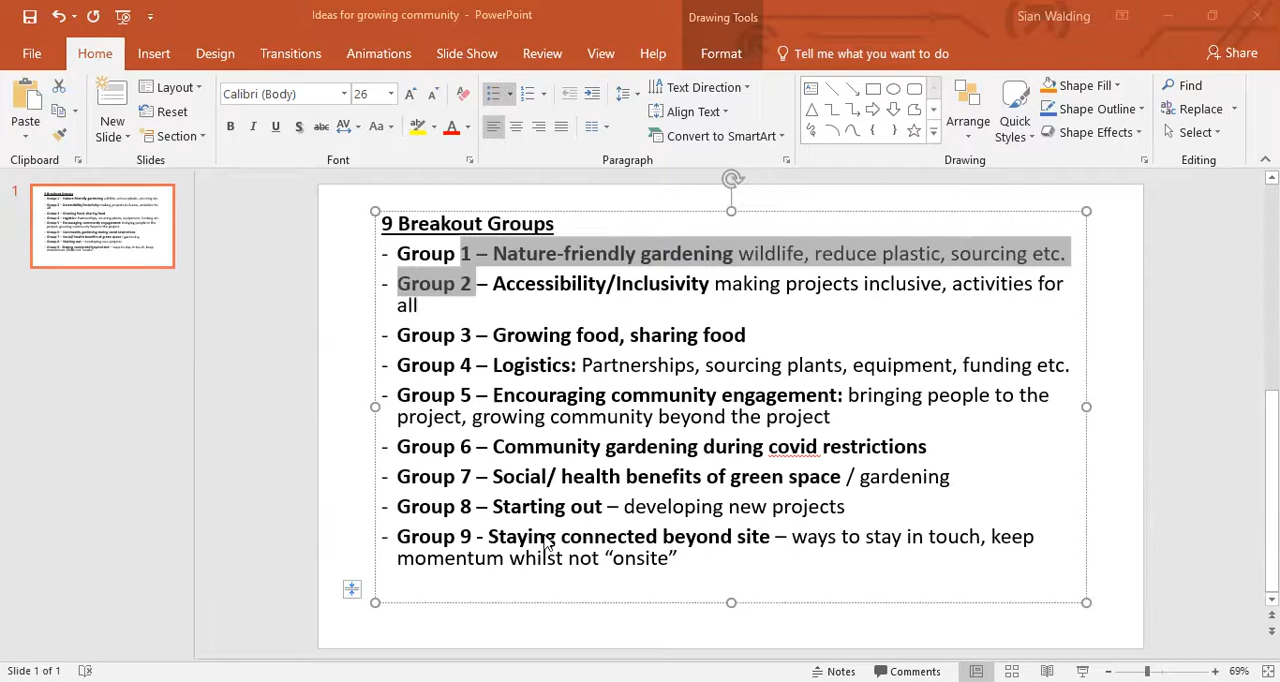 Ideas for growing community - PowerPoint
Drawing Tools
Sian Walding
File Home Insert Design Transitions Animations Slide Show Review View Help Format Tell me what you want to do Share
Paste
New Slide
Layout
Reset
Section
Calibri (Body) 26
B I U S abc AV Aa A
Text Direction
Align Text
Convert to SmartArt
Arrange
Quick Styles
Shape Fill
Shape Outline
Shape Effects
Find
Replace
Select
Clipboard Slides Font Paragraph Drawing Editing
1
9 Breakout Groups
- Group 1 – Nature-friendly gardening wildlife, reduce plastic, sourcing etc.
- Group 2 – Accessibility/Inclusivity making projects inclusive, activities for
all
- Group 3 – Growing food, sharing food
- Group 4 – Logistics: Partnerships, sourcing plants, equipment, funding etc.
- Group 5 – Encouraging community engagement: bringing people to the
project, growing community beyond the project
- Group 6 – Community gardening during covid restrictions
- Group 7 – Social/ health benefits of green space / gardening
- Group 8 – Starting out – developing new projects
- Group 9 - Staying connected beyond site – ways to stay in touch, keep
momentum whilst not “onsite”
Slide 1 of 1
Notes
Comments
69%